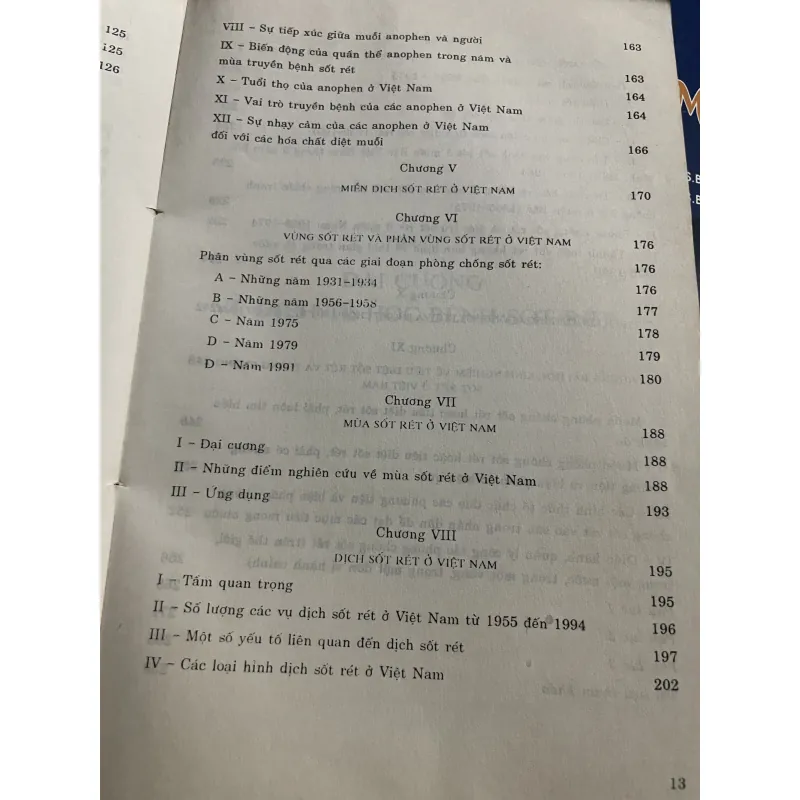 125
125
126
VIII – Sự tiếp xúc giữa muỗi anophen và người 163
IX – Biến động của quần thể anophen trong năm và
mùa truyền bệnh sốt rét 163
X – Tuổi thọ của anophen ở Việt Nam 164
XI – Vai trò truyền bệnh của các anophen ở Việt Nam 164
XII – Sự nhạy cảm của các anophen ở Việt Nam
đối với các hóa chất diệt muỗi 166
Chương V
MIỄN DỊCH SỐT RÉT Ở VIỆT NAM 170
Chương VI
VÙNG SỐT RÉT VÀ PHÂN VÙNG SỐT RÉT Ở VIỆT NAM 176
Phân vùng sốt rét qua các giai đoạn phòng chống sốt rét: 176
A – Những năm 1931-1934 176
B – Những năm 1956-1958 177
C – Năm 1975 178
D – Năm 1979 179
D – Năm 1991 180
Chương VII
MÙA SỐT RÉT Ở VIỆT NAM 188
I – Đại cương 188
II – Những điểm nghiên cứu về mùa sốt rét ở Việt Nam 188
III – Ứng dụng 193
Chương VIII
DỊCH SỐT RÉT Ở VIỆT NAM 195
I – Tầm quan trọng 195
II – Số lượng các vụ dịch sốt rét ở Việt Nam từ 1955 đến 1994 196
III – Một số yếu tố liên quan đến dịch sốt rét 197
IV – Các loại hình dịch sốt rét ở Việt Nam 202
13